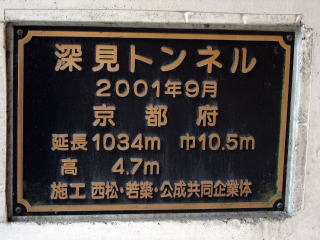 深見トンネル
2001年9月
京都府
延長1034m 巾10.5m
高 4.7m
施工 西松・若築・公成共同企業体